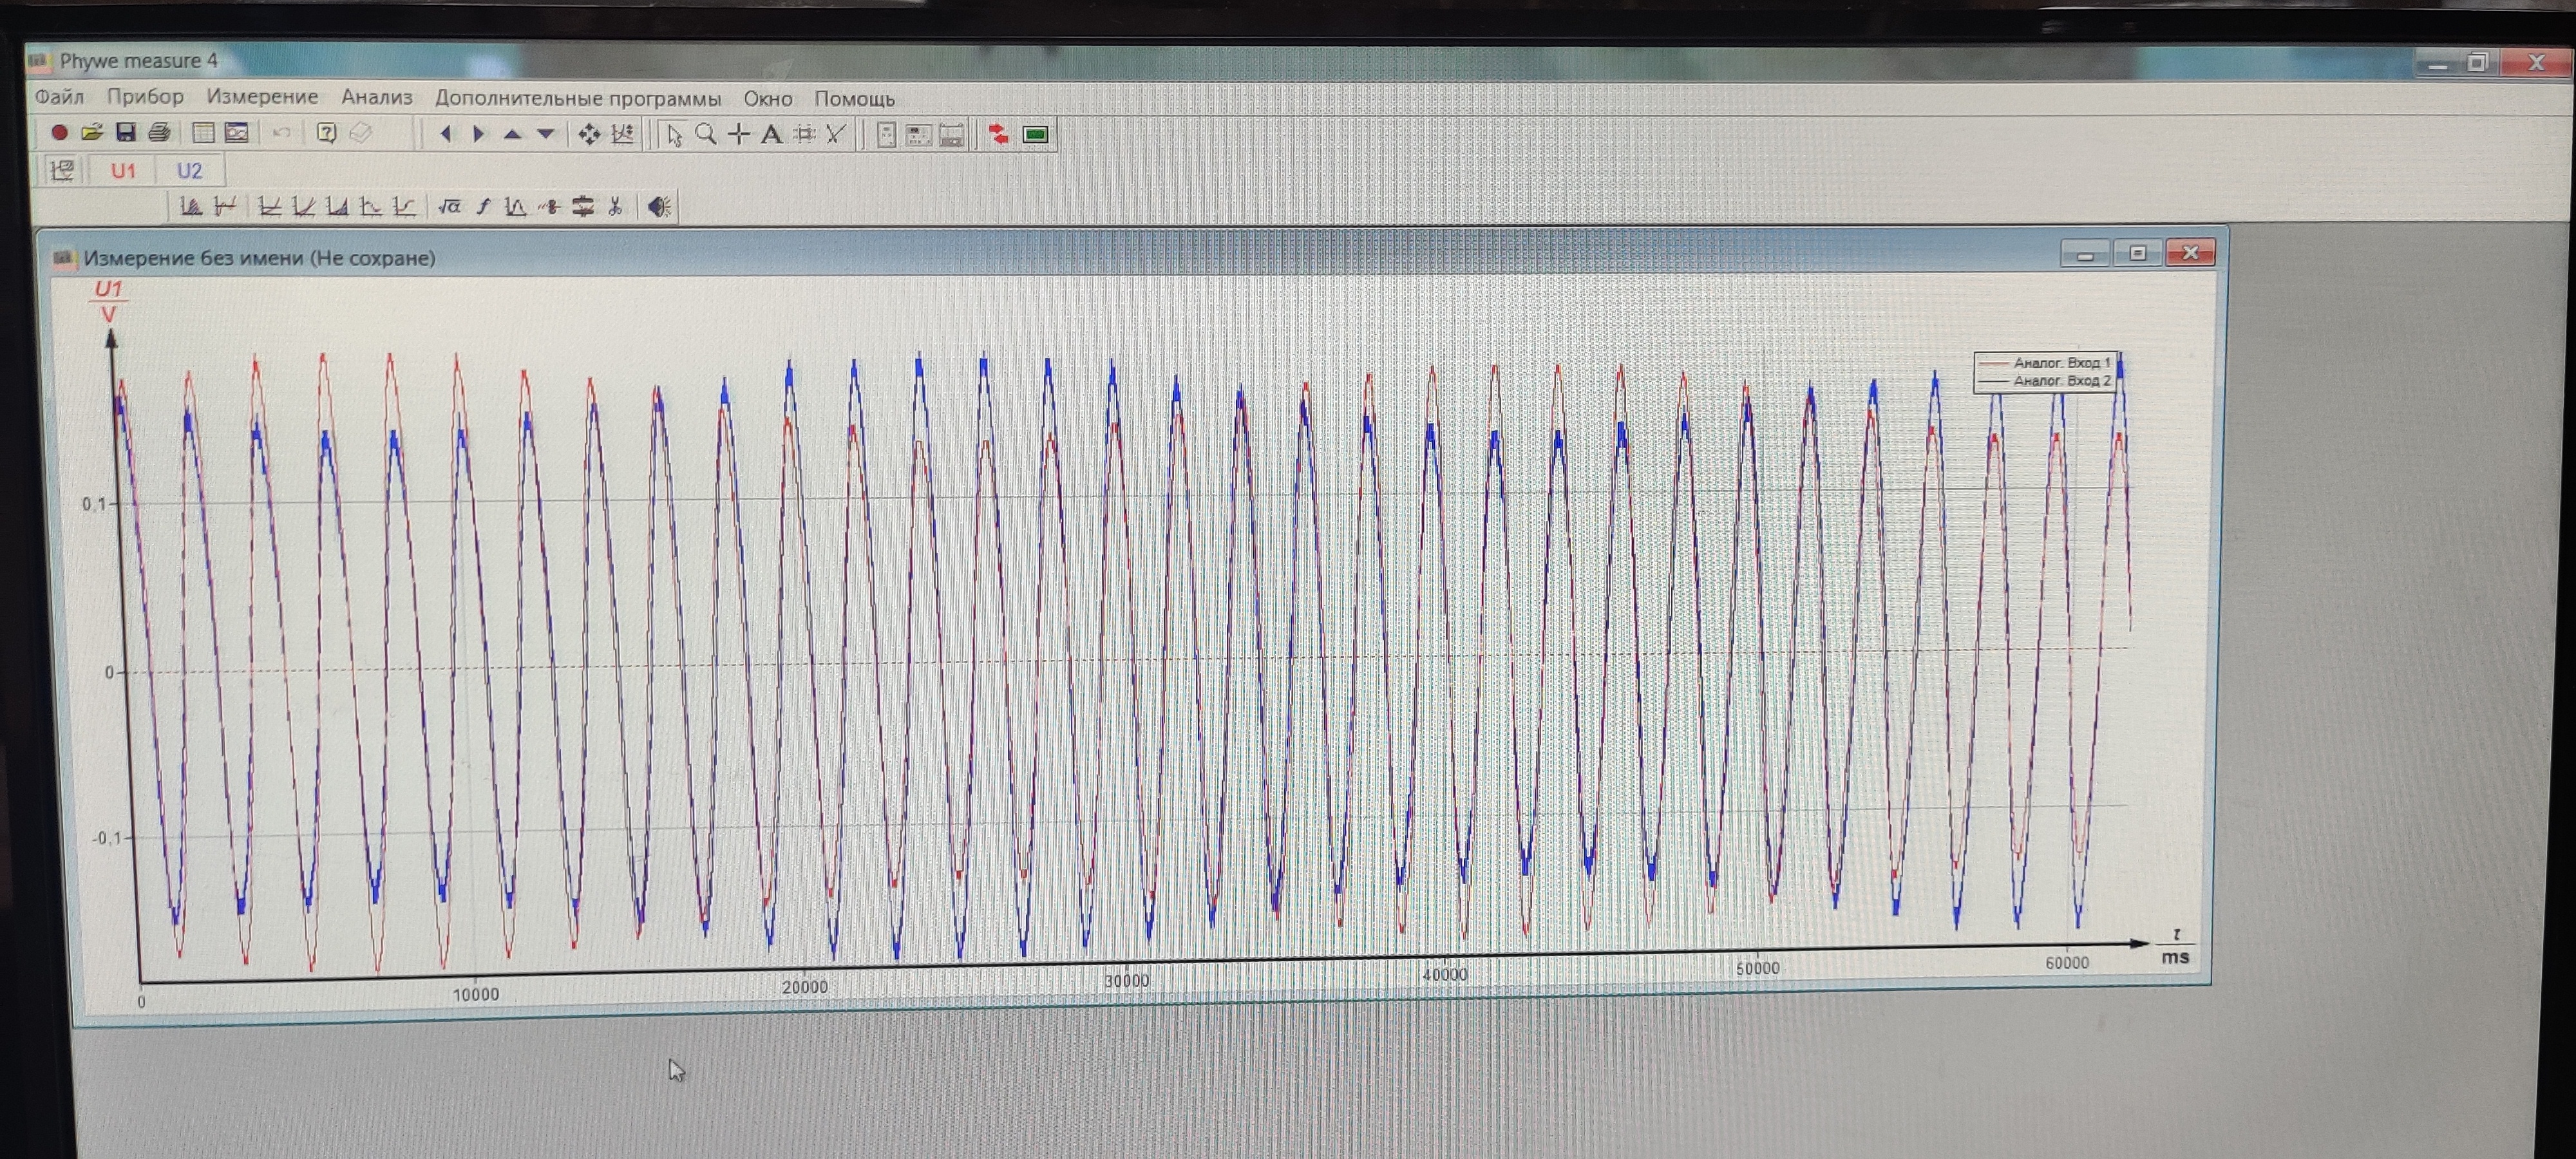 Phywe measure 4
Файл Прибор Измерение Анализ Дополнительные программы Окно Помощь
U1 U2
Измерение без имени (Не сохране)
U1
V
Аналог. Вход 1
Аналог. Вход 2
0,1
0
-0,1
0 10000 20000 30000 40000 50000 60000
t
ms